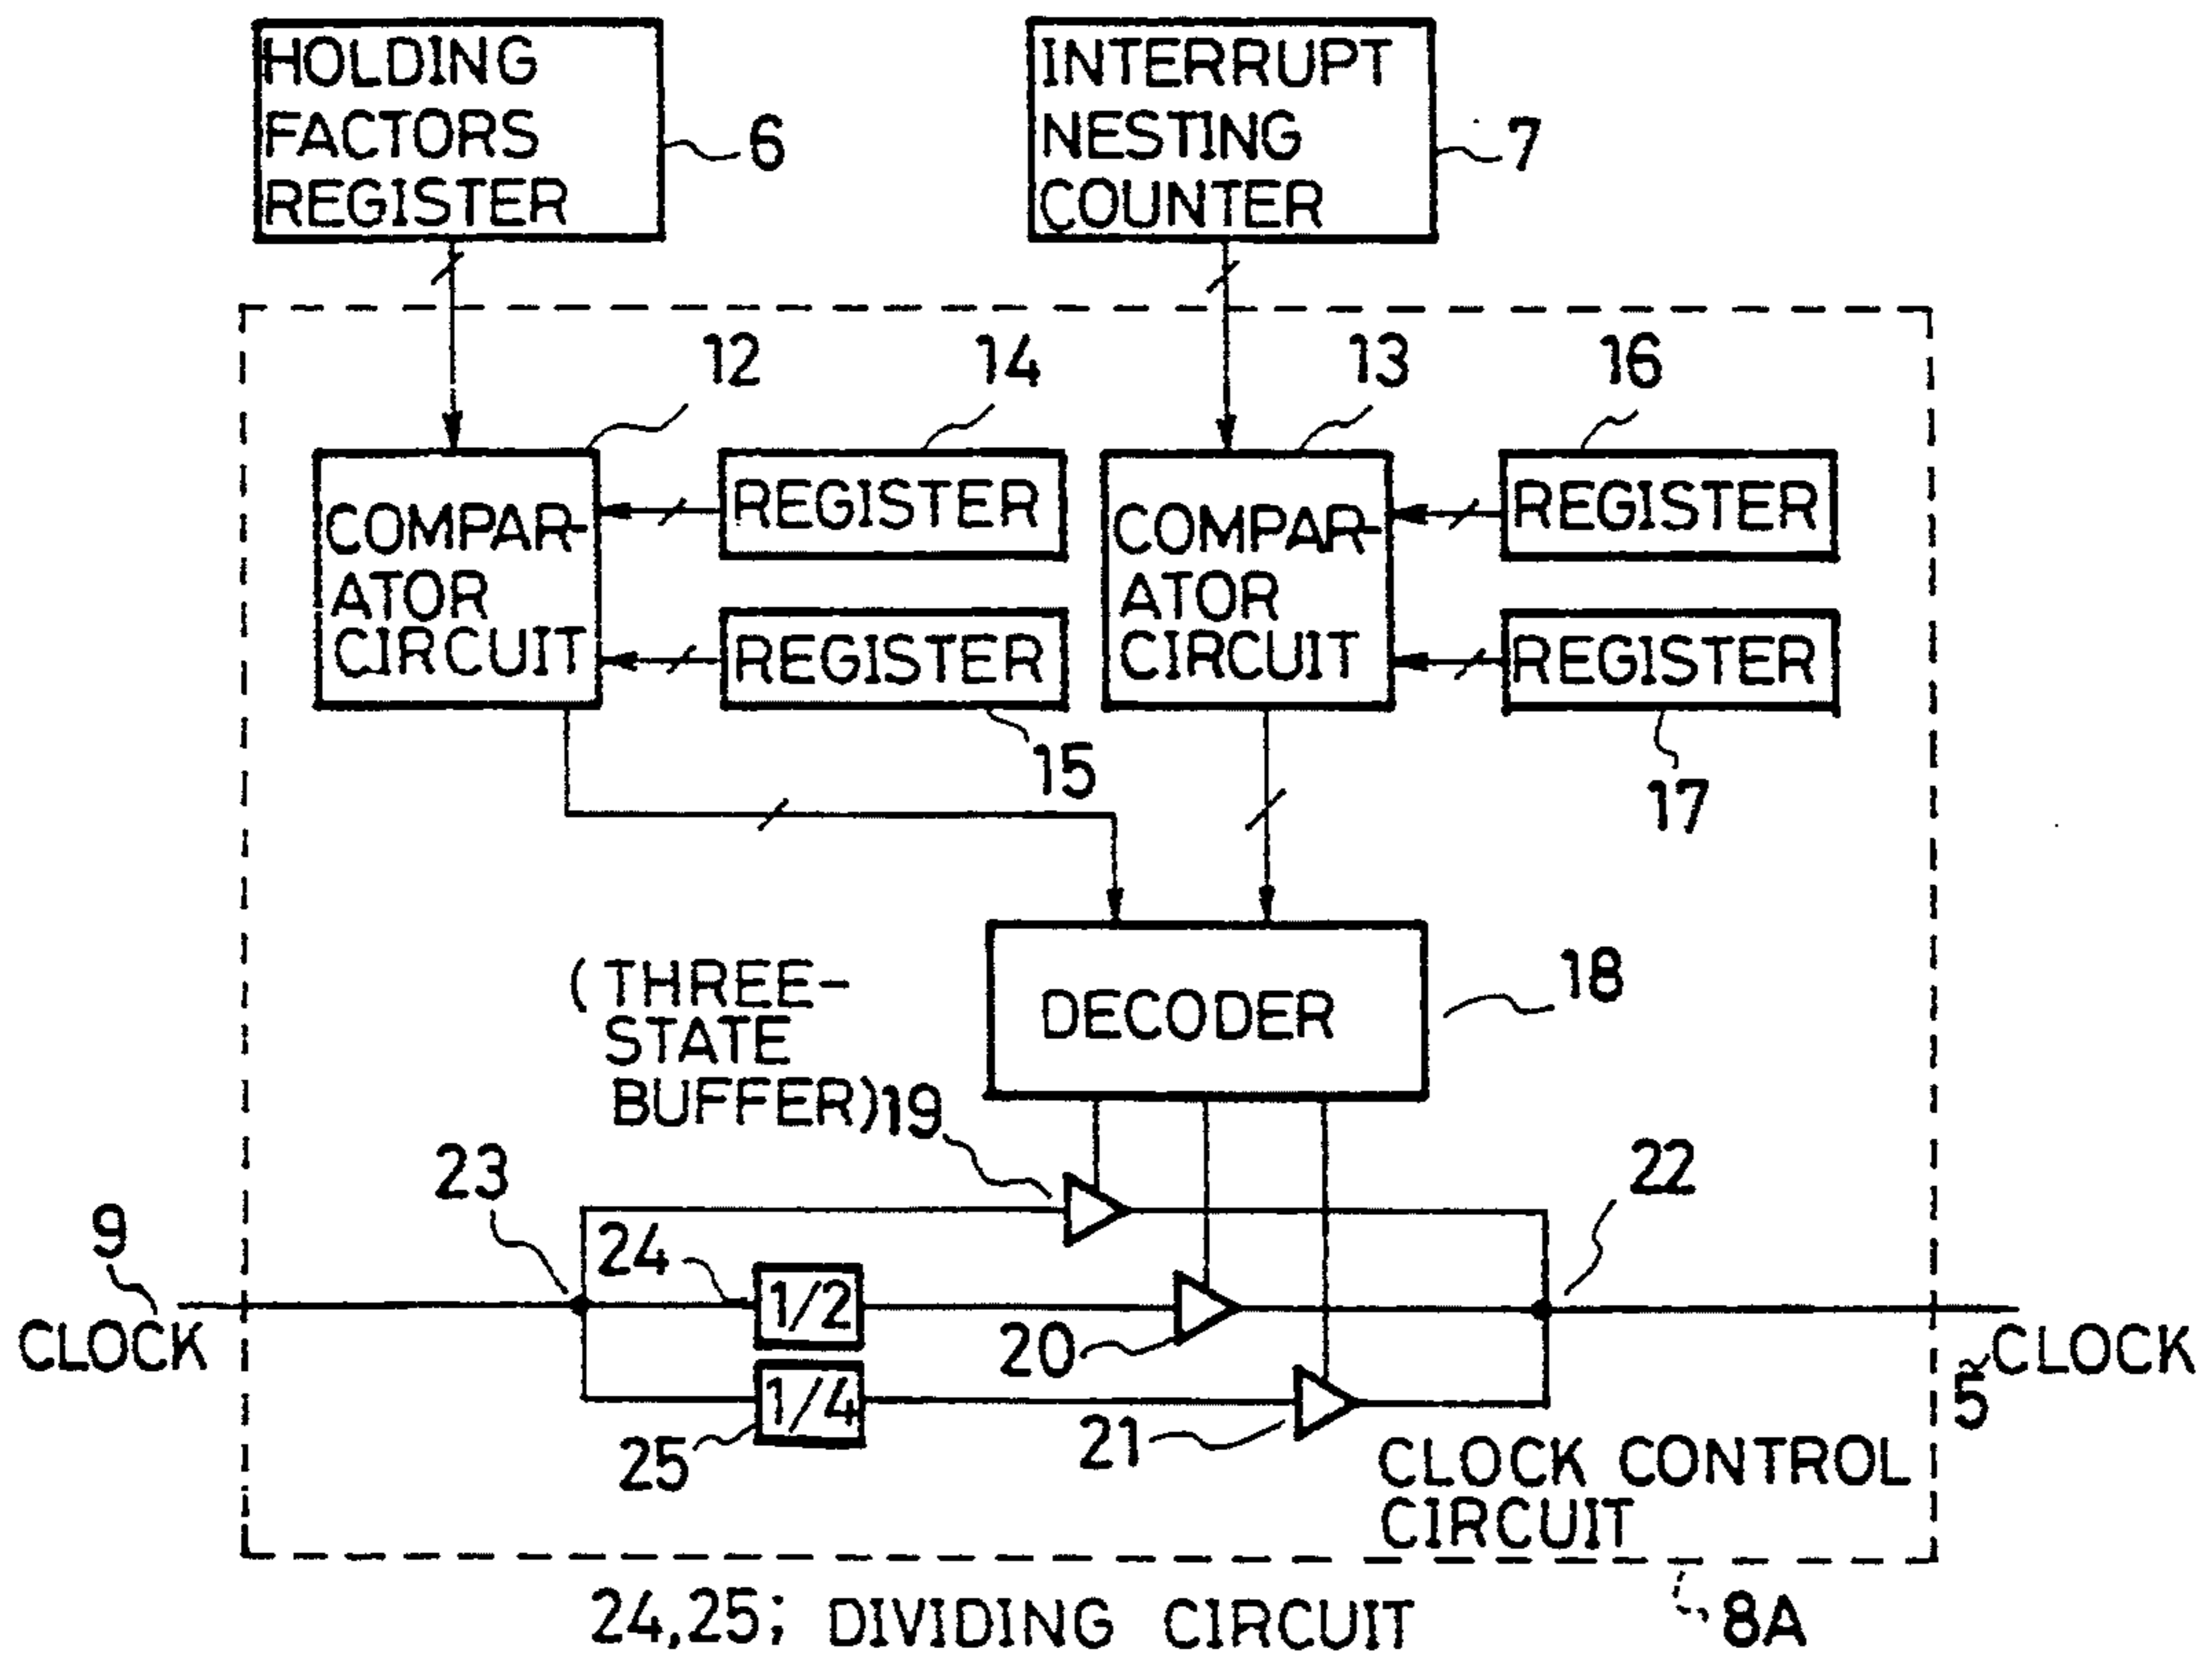 HOLDING
FACTORS
REGISTER
6
INTERRUPT
NESTING
COUNTER
7
12
14
13
16
COMPAR-
ATOR
CIRCUIT
REGISTER
REGISTER
15
COMPAR-
ATOR
CIRCUIT
REGISTER
REGISTER
17
(THREE-
STATE
BUFFER)
19
DECODER
18
23
22
9
CLOCK
24
1/2
20
1/4
25
21
CLOCK
5
CLOCK CONTROL
CIRCUIT
24,25; DIVIDING CIRCUIT
8A